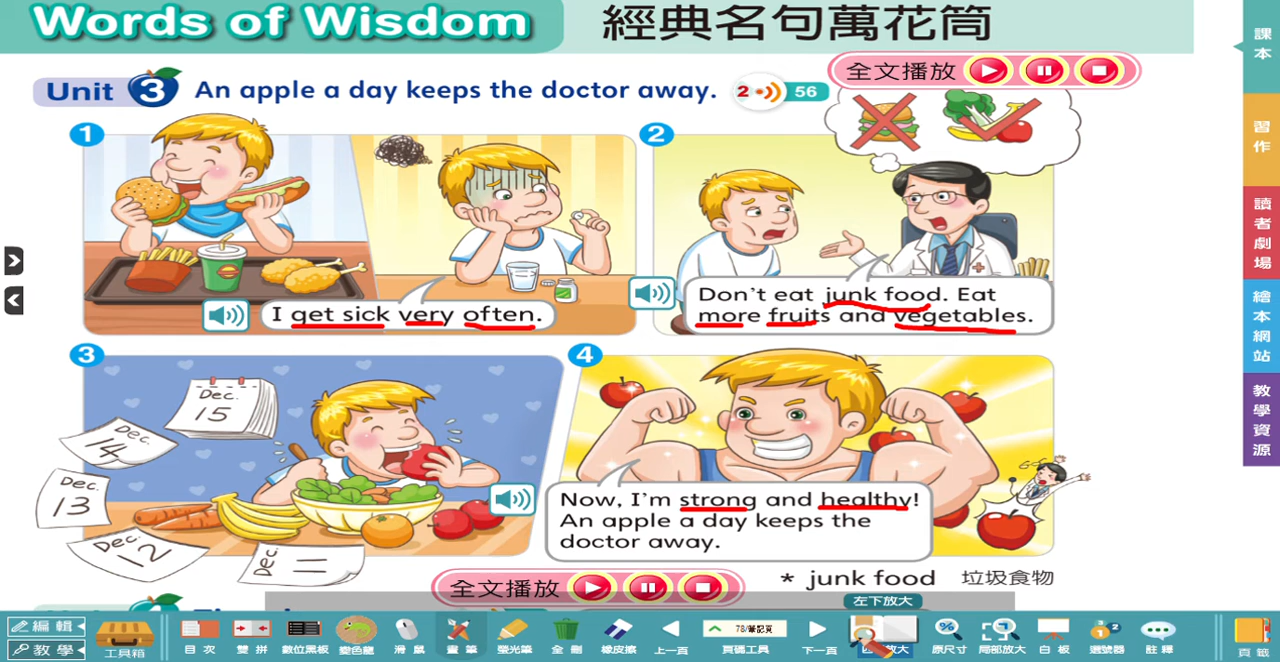 Words of Wisdom 經典名句萬花筒
課本
全文播放
Unit 3 An apple a day keeps the doctor away. 2 56
1
2
習作
讀者劇場
I get sick very often.
Don't eat junk food. Eat
more fruits and vegetables.
繪本網站
3
4
Dec. 15
Dec. 14
Dec. 13
Dec. 12
Dec. 11
教學資源
Now, I'm strong and healthy!
An apple a day keeps the
doctor away.
全文播放
* junk food 垃圾食物
左下放大
編輯
教學
工具箱
目次
雙拼
數位黑板
變色龍
滑鼠
畫筆
螢光筆
全刪
橡皮擦
上一頁
78/筆記頁
頁碼工具
下一頁
放大
原尺寸
局部放大
白板
選號器
註釋
頁籤